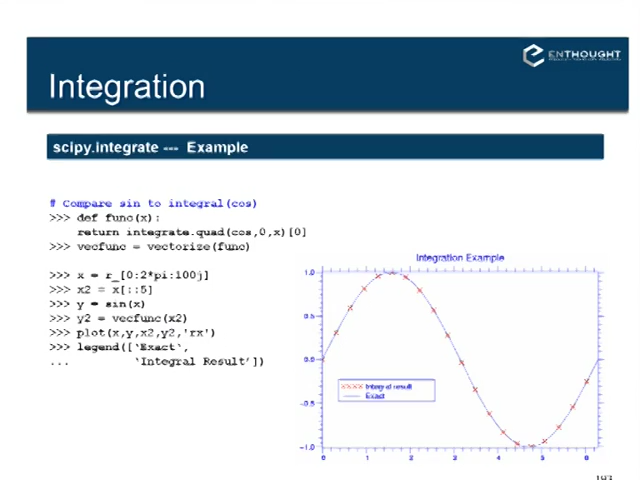 ENTHOUGHT
Integration
scipy.integrate --- Example
# Compare sin to integral(cos)
>>> def func(x):
return integrate.quad(cos,0,x)[0]
>>> vecfunc = vectorize(func)
>>> x = r_[0:2*pi:100j]
>>> x2 = x[::5]
>>> y = sin(x)
>>> y2 = vecfunc(x2)
>>> plot(x,y,x2,y2,'rx')
>>> legend(['Exact',
... 'Integral Result'])
Integration Example
1.0
0.5
0.0
-0.5
-1.0
Integral result
Exact
0 1 2 3 4 5 6